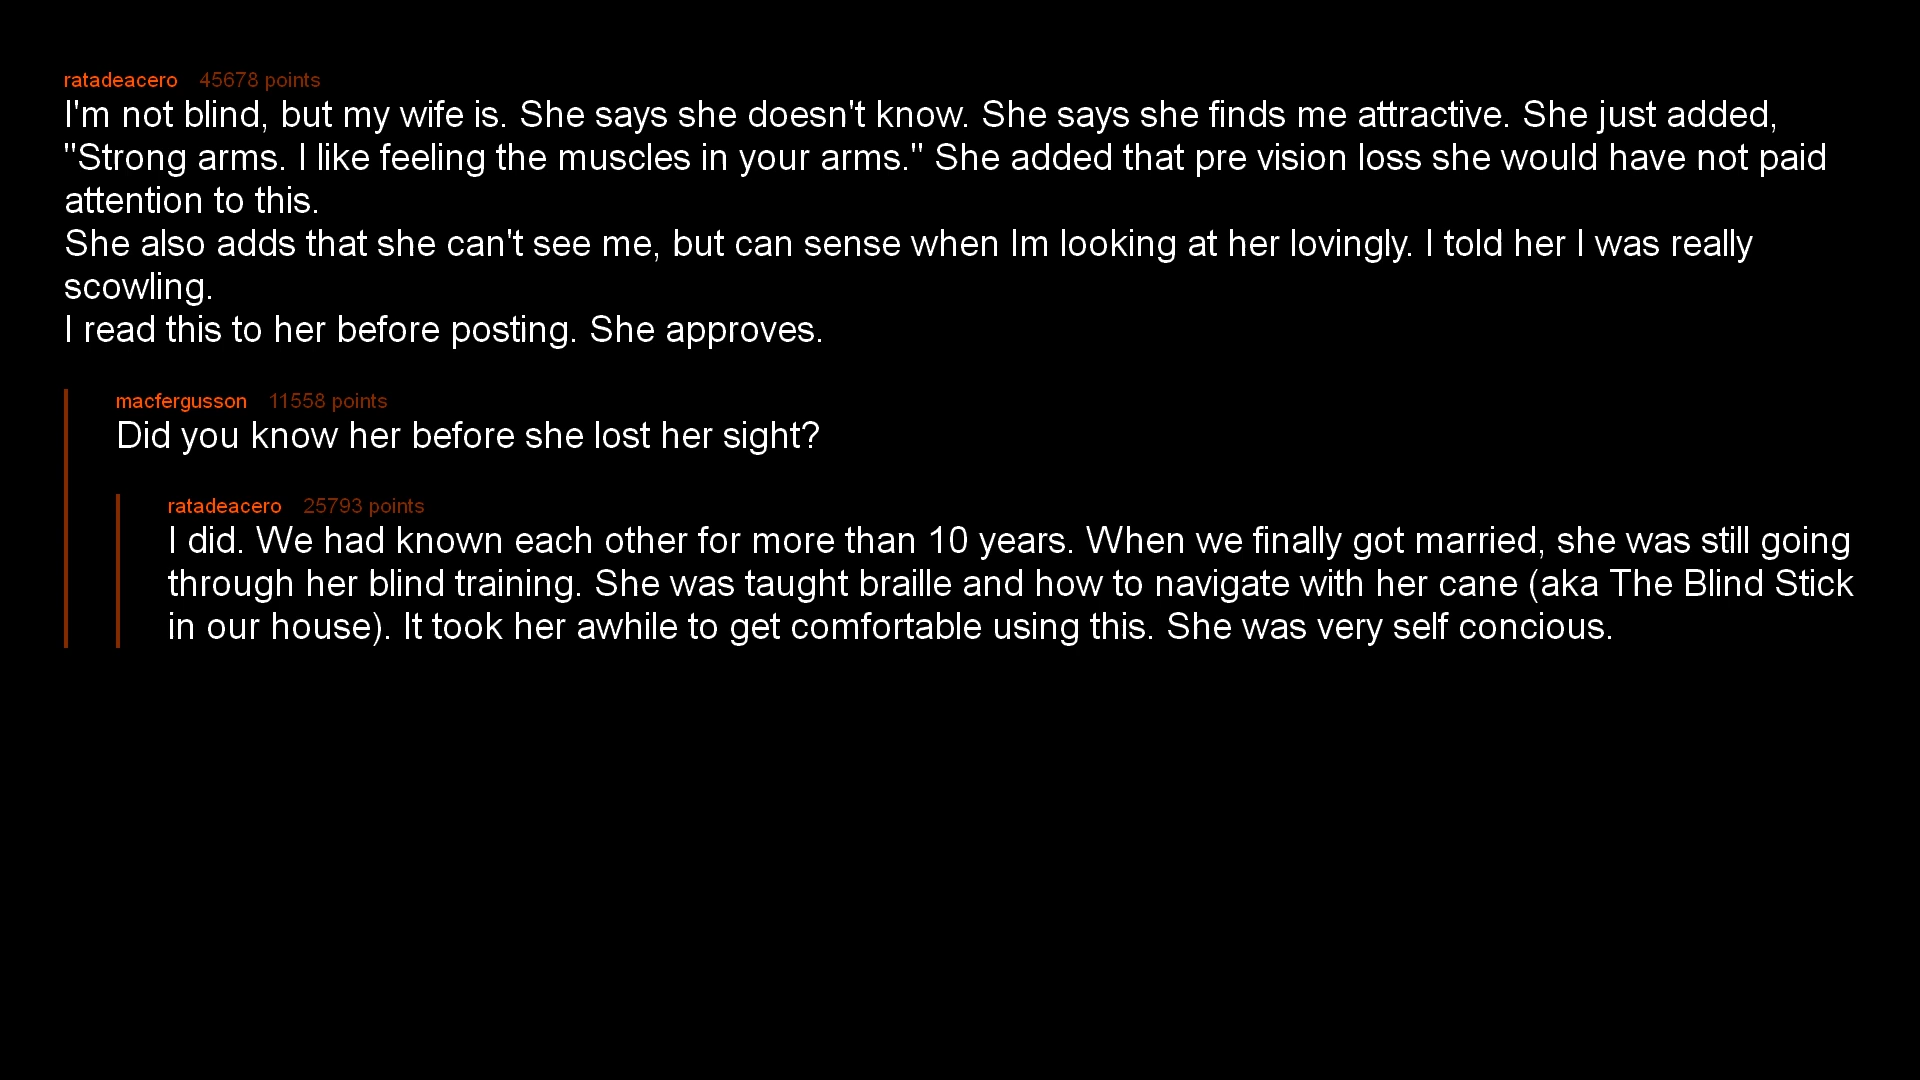 ratadeacero 45678 points
I'm not blind, but my wife is. She says she doesn't know. She says she finds me attractive. She just added,
"Strong arms. I like feeling the muscles in your arms." She added that pre vision loss she would have not paid
attention to this.
She also adds that she can't see me, but can sense when Im looking at her lovingly. I told her I was really
scowling.
I read this to her before posting. She approves.
macfergusson 11558 points
Did you know her before she lost her sight?
ratadeacero 25793 points
I did. We had known each other for more than 10 years. When we finally got married, she was still going
through her blind training. She was taught braille and how to navigate with her cane (aka The Blind Stick
in our house). It took her awhile to get comfortable using this. She was very self concious.